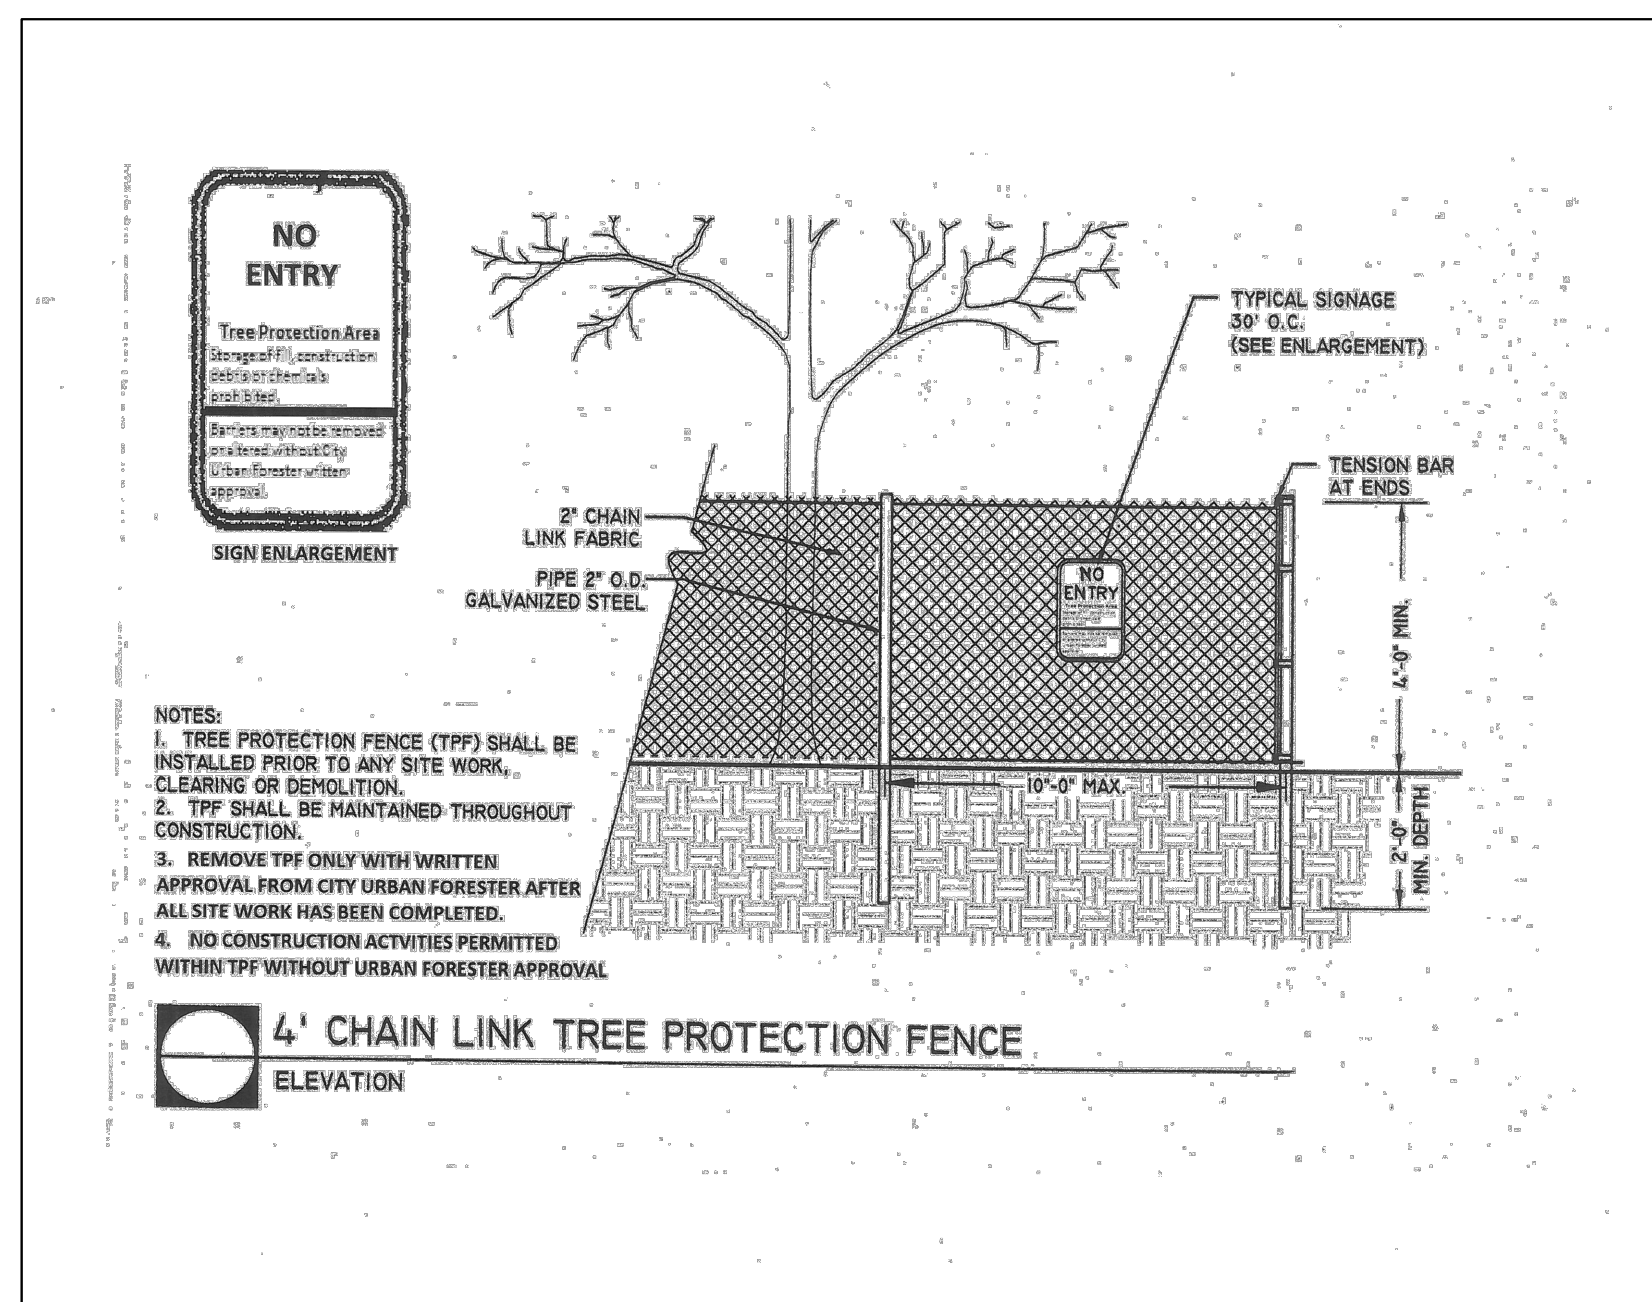 NO
ENTRY
Tree Protection Area
Storage of fill, construction
debris or chemicals
prohibited.
Barriers may not be removed
or altered without City
Urban Forester written
approval.
SIGN ENLARGEMENT
TYPICAL SIGNAGE
30' O.C.
(SEE ENLARGEMENT)
TENSION BAR
AT ENDS
2" CHAIN
LINK FABRIC
PIPE 2" O.D.
GALVANIZED STEEL
NO
ENTRY
Tree Protection Area
4'-0" MIN.
10"-0" MAX.
2'-0"
MIN. DEPTH
NOTES:
1. TREE PROTECTION FENCE (TPF) SHALL BE
INSTALLED PRIOR TO ANY SITE WORK,
CLEARING OR DEMOLITION.
2. TPF SHALL BE MAINTAINED THROUGHOUT
CONSTRUCTION.
3. REMOVE TPF ONLY WITH WRITTEN
APPROVAL FROM CITY URBAN FORESTER AFTER
ALL SITE WORK HAS BEEN COMPLETED.
4. NO CONSTRUCTION ACTVITIES PERMITTED
WITHIN TPF WITHOUT URBAN FORESTER APPROVAL
4' CHAIN LINK TREE PROTECTION FENCE
ELEVATION